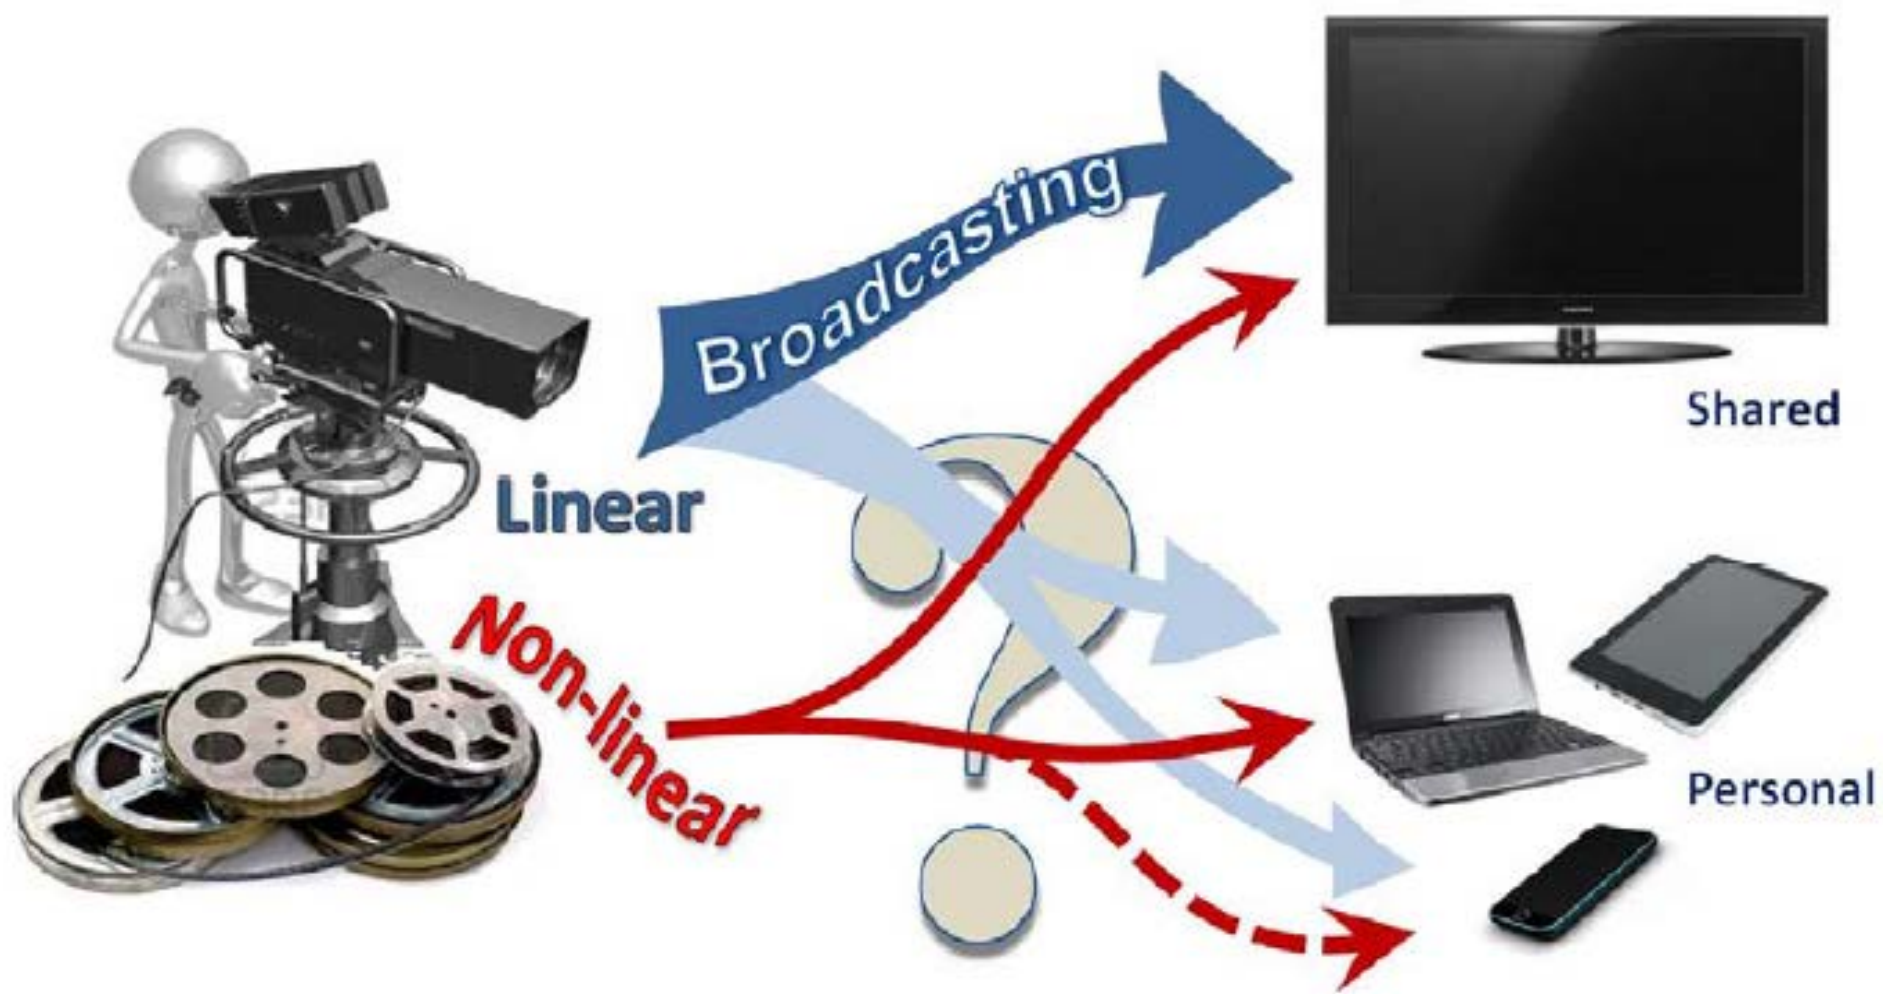 Broadcasting
Shared
Linear
Non-linear
Personal